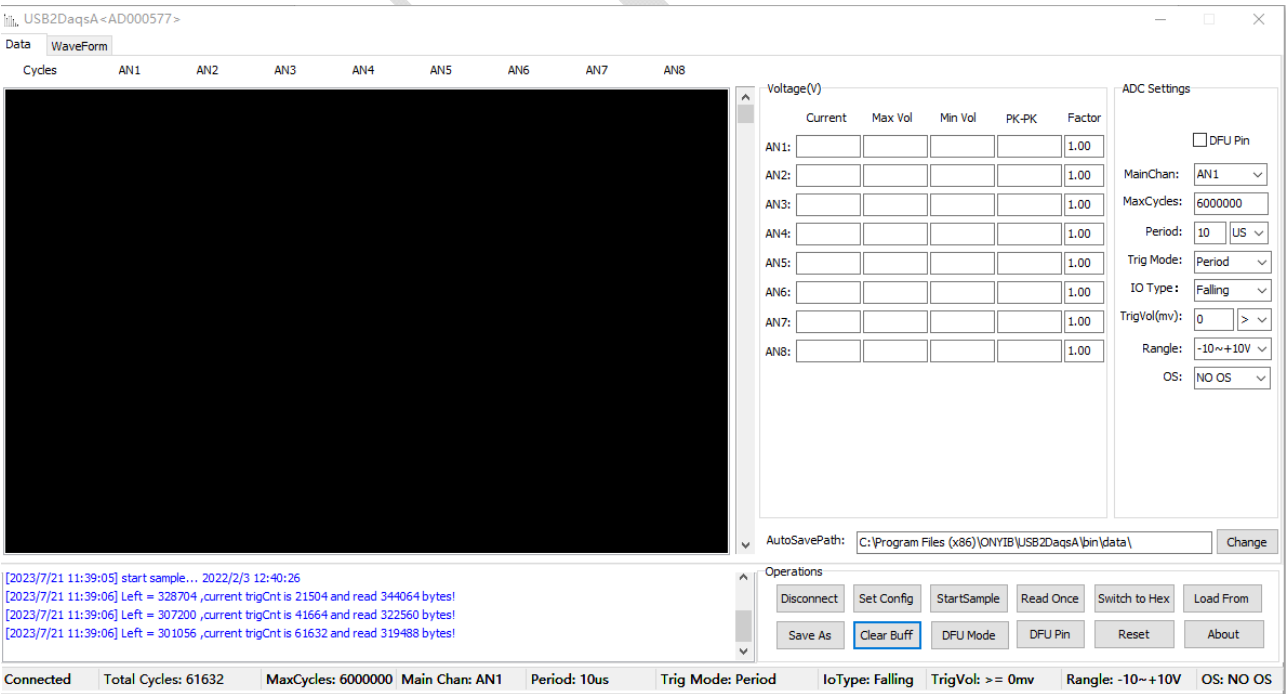 USB2DaqsA<AD000577>
Data WaveForm
Cycles AN1 AN2 AN3 AN4 AN5 AN6 AN7 AN8
Voltage(V)
Current Max Vol Min Vol PK-PK Factor
AN1: 1.00
AN2: 1.00
AN3: 1.00
AN4: 1.00
AN5: 1.00
AN6: 1.00
AN7: 1.00
AN8: 1.00
ADC Settings
DFU Pin
MainChan: AN1
MaxCydes: 6000000
Period: 10 US
Trig Mode: Period
IO Type: Falling
TrigVol(mv): 0 >
Rangle: -10~+10V
OS: NO OS
AutoSavePath: C:\Program Files (x86)\ONYIB\USB2DaqsA\bin\data\ Change
[2023/7/21 11:39:05] start sample... 2022/2/3 12:40:26
[2023/7/21 11:39:06] Left = 328704 ,current trigCnt is 21504 and read 344064 bytes!
[2023/7/21 11:39:06] Left = 307200 ,current trigCnt is 41664 and read 322560 bytes!
[2023/7/21 11:39:06] Left = 301056 ,current trigCnt is 61632 and read 319488 bytes!
Operations
Disconnect Set Config StartSample Read Once Switch to Hex Load From
Save As Clear Buff DFU Mode DFU Pin Reset About
Connected Total Cycles: 61632 MaxCycles: 6000000 Main Chan: AN1 Period: 10us Trig Mode: Period IoType: Falling TrigVol: >= 0mv Rangle: -10~+10V OS: NO OS